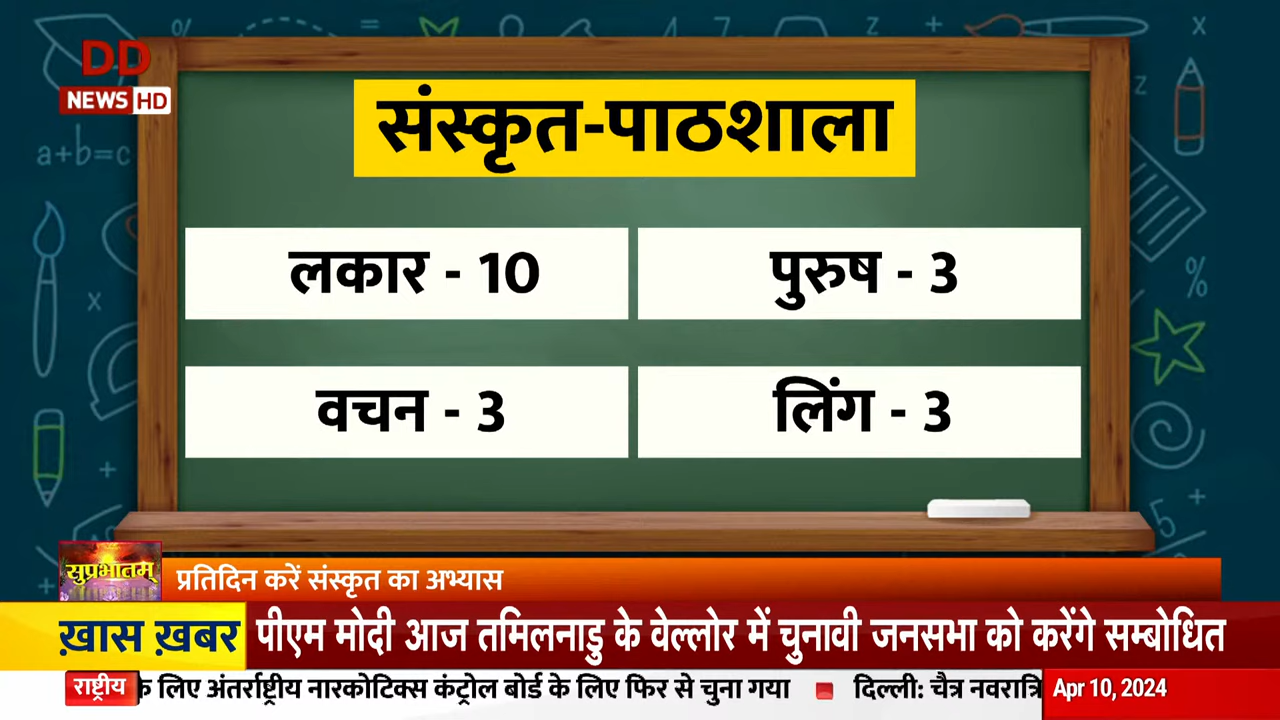 DD
NEWS HD
संस्कृत-पाठशाला
a+b=c
लकार - 10
पुरुष - 3
वचन - 3
लिंग - 3
सुप्रभातम्
प्रतिदिन करें संस्कृत का अभ्यास
ख़ास ख़बर
पीएम मोदी आज तमिलनाडु के वेल्लोर में चुनावी जनसभा को करेंगे सम्बोधित
राष्ट्रीय
के लिए अंतर्राष्ट्रीय नारकोटिक्स कंट्रोल बोर्ड के लिए फिर से चुना गया
दिल्ली: चैत्र नवरात्रि
Apr 10, 2024